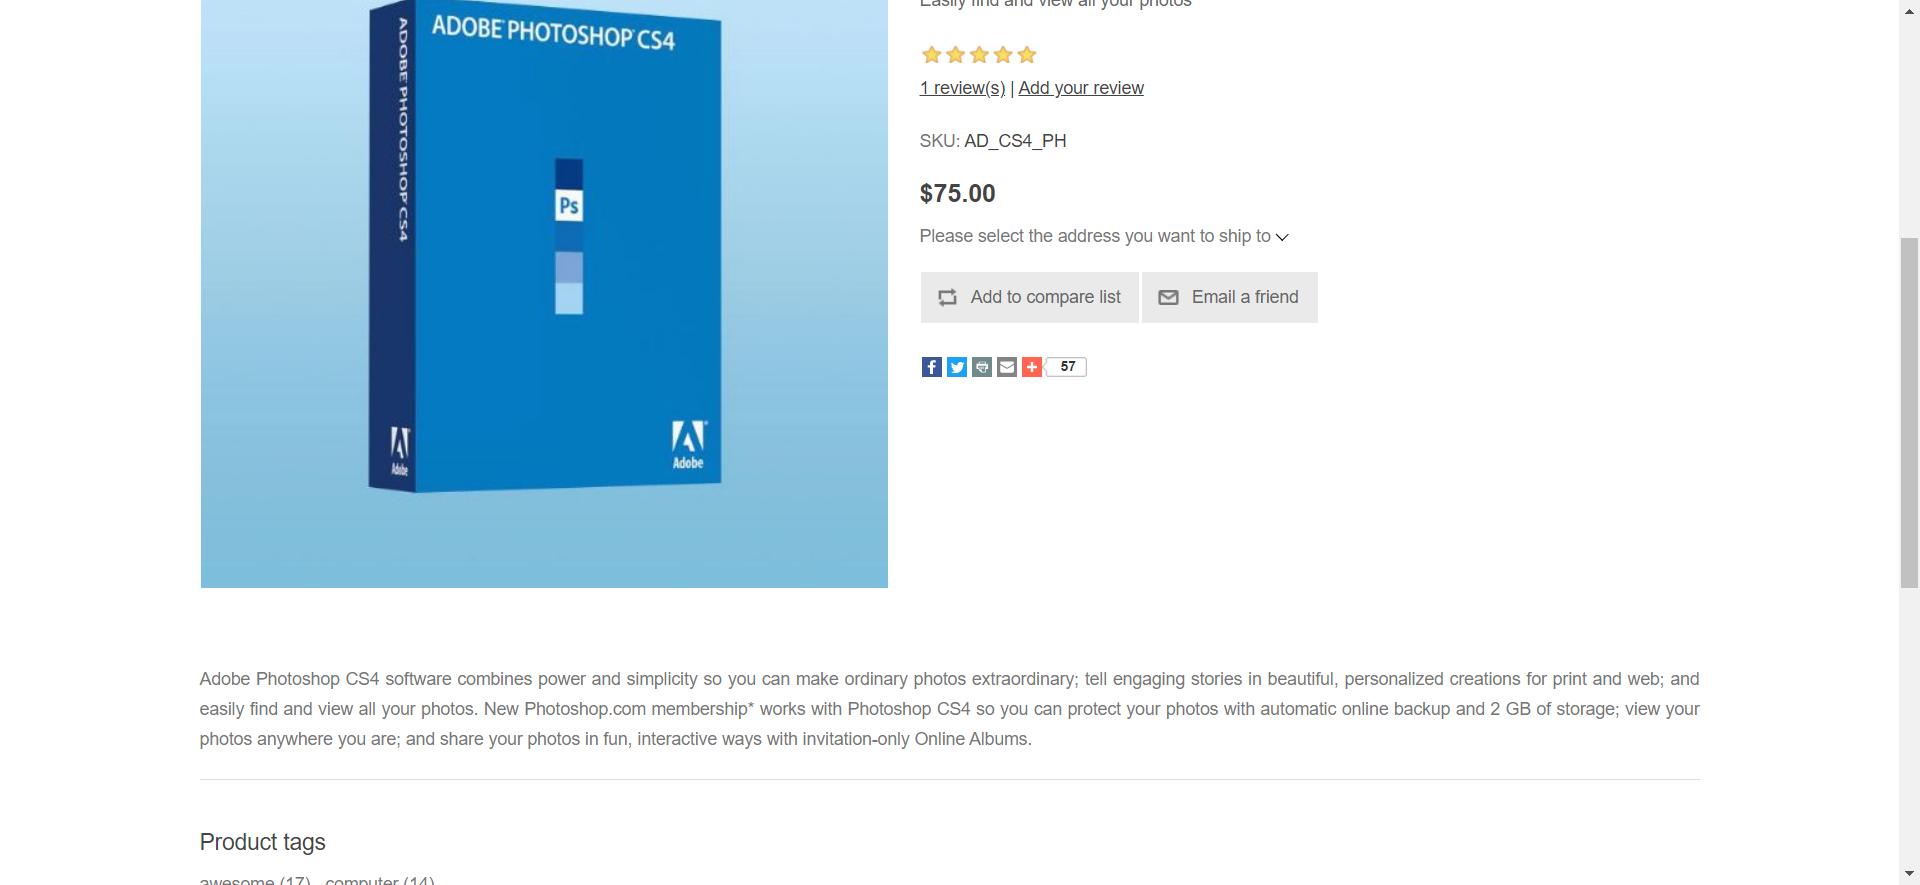 Easily find and view all your photos
ADOBE PHOTOSHOP CS4
ADOBE PHOTOSHOP CS4
Ps
Adobe
Adobe
1 review(s) | Add your review
SKU: AD_CS4_PH
$75.00
Please select the address you want to ship to
Add to compare list
Email a friend
57
Adobe Photoshop CS4 software combines power and simplicity so you can make ordinary photos extraordinary; tell engaging stories in beautiful, personalized creations for print and web; and
easily find and view all your photos. New Photoshop.com membership* works with Photoshop CS4 so you can protect your photos with automatic online backup and 2 GB of storage; view your
photos anywhere you are; and share your photos in fun, interactive ways with invitation-only Online Albums.
Product tags
awesome (17) , computer (14)